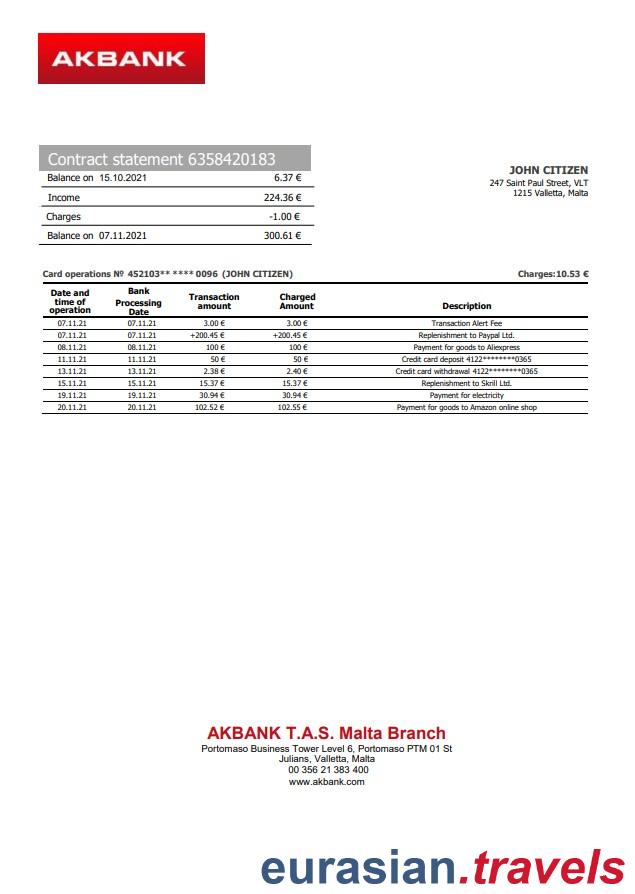 AKBANK
Contract statement 6358420183
Balance on 15.10.2021 6.37 €
Income 224.36 €
Charges -1.00 €
Balance on 07.11.2021 300.61 €
JOHN CITIZEN
247 Saint Paul Street, VLT
1215 Valletta, Malta
Card operations № 452103** **** 0096 (JOHN CITIZEN) Charges:10.53 €
Date and time of operation Bank Processing Date Transaction amount Charged Amount Description
07.11.21 07.11.21 3.00 € 3.00 € Transaction Alert Fee
07.11.21 07.11.21 +200.45 € +200.45 € Replenishment to Paypal Ltd.
08.11.21 08.11.21 100 € 100 € Payment for goods to Aliexpress
11.11.21 11.11.21 50 € 50 € Credit card deposit 4122********0365
13.11.21 13.11.21 2.38 € 2.40 € Credit card withdrawal 4122********0365
15.11.21 15.11.21 15.37 € 15.37 € Replenishment to Skrill Ltd.
19.11.21 19.11.21 30.94 € 30.94 € Payment for electricity
20.11.21 20.11.21 102.52 € 102.55 € Payment for goods to Amazon online shop
AKBANK T.A.S. Malta Branch
Portomaso Business Tower Level 6, Portomaso PTM 01 St
Julians, Valletta, Malta
00 356 21 383 400
www.akbank.com
eurasian.travels